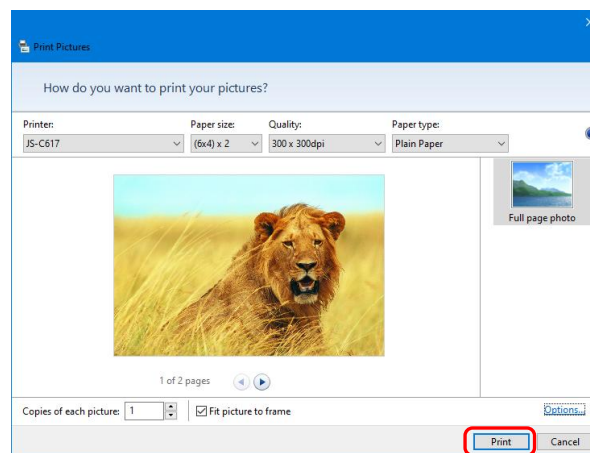 Print Pictures
How do you want to print your pictures?
Printer: Paper size: Quality: Paper type:
JS-C617 (6x4) x 2 300 x 300dpi Plain Paper
Full page photo
1 of 2 pages
Copies of each picture: 1 Fit picture to frame Options...
Print Cancel